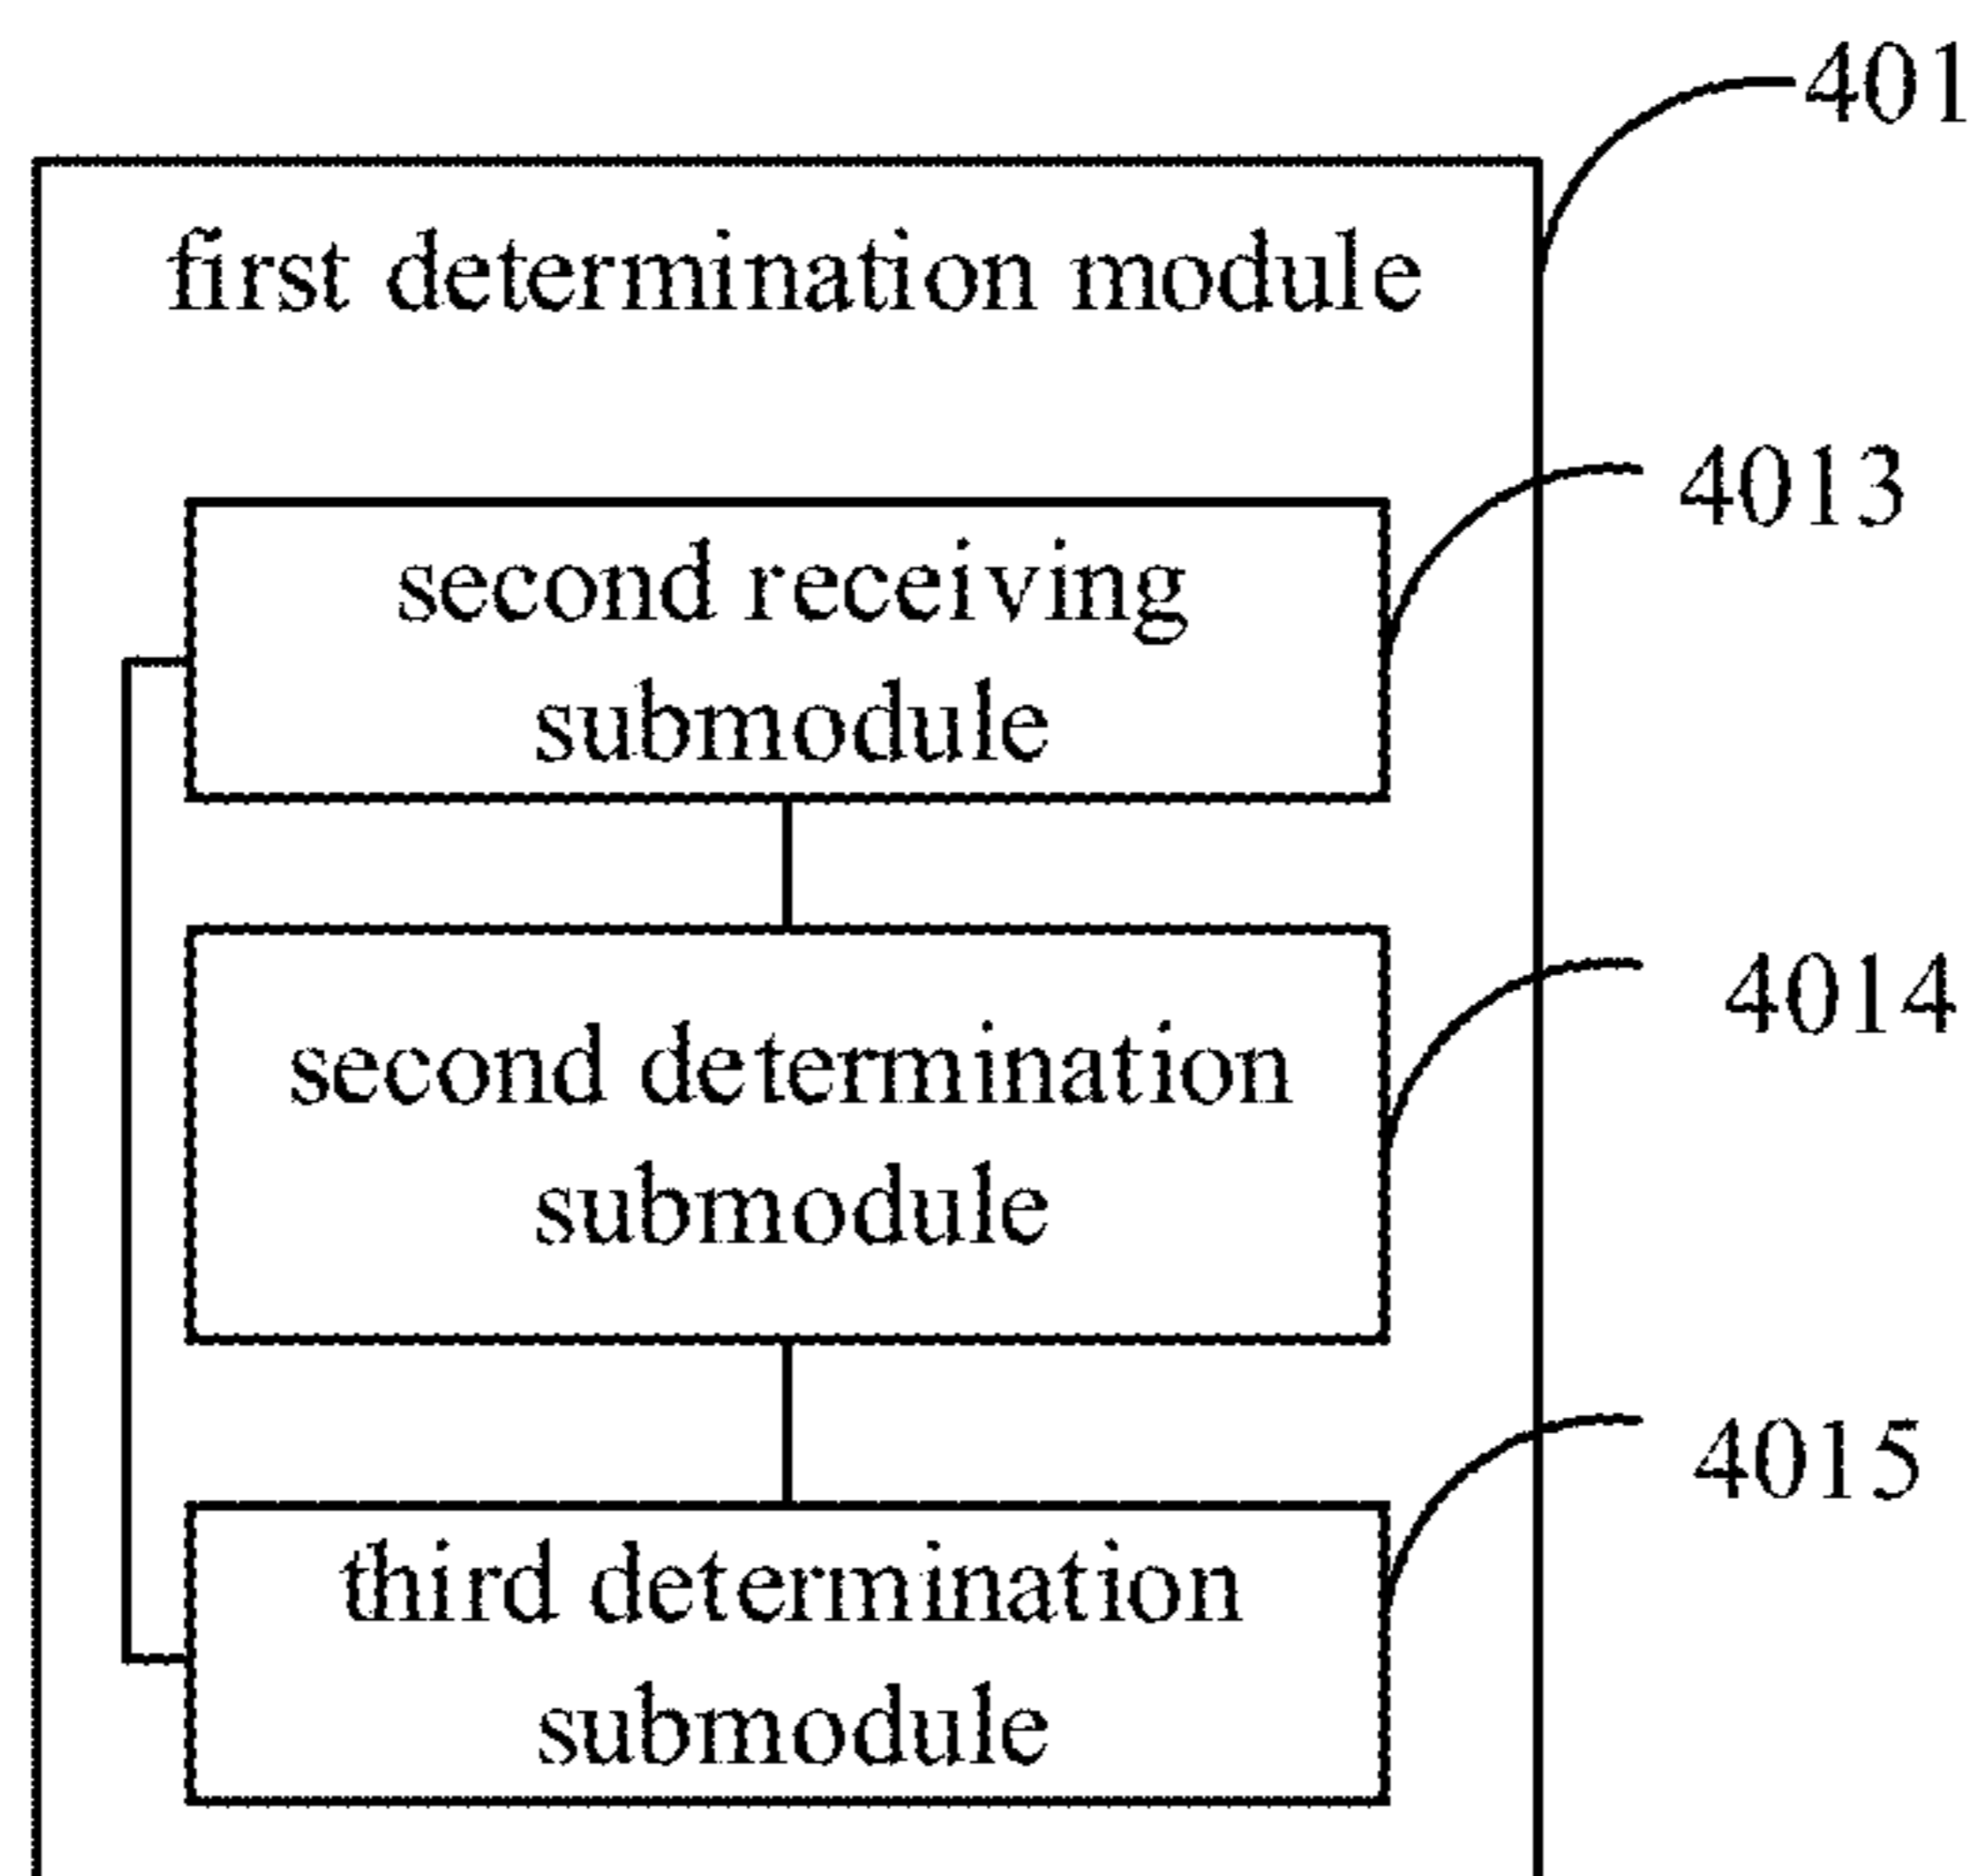 401
first determination module
4013
second receiving
submodule
4014
second determination
submodule
4015
third determination
submodule